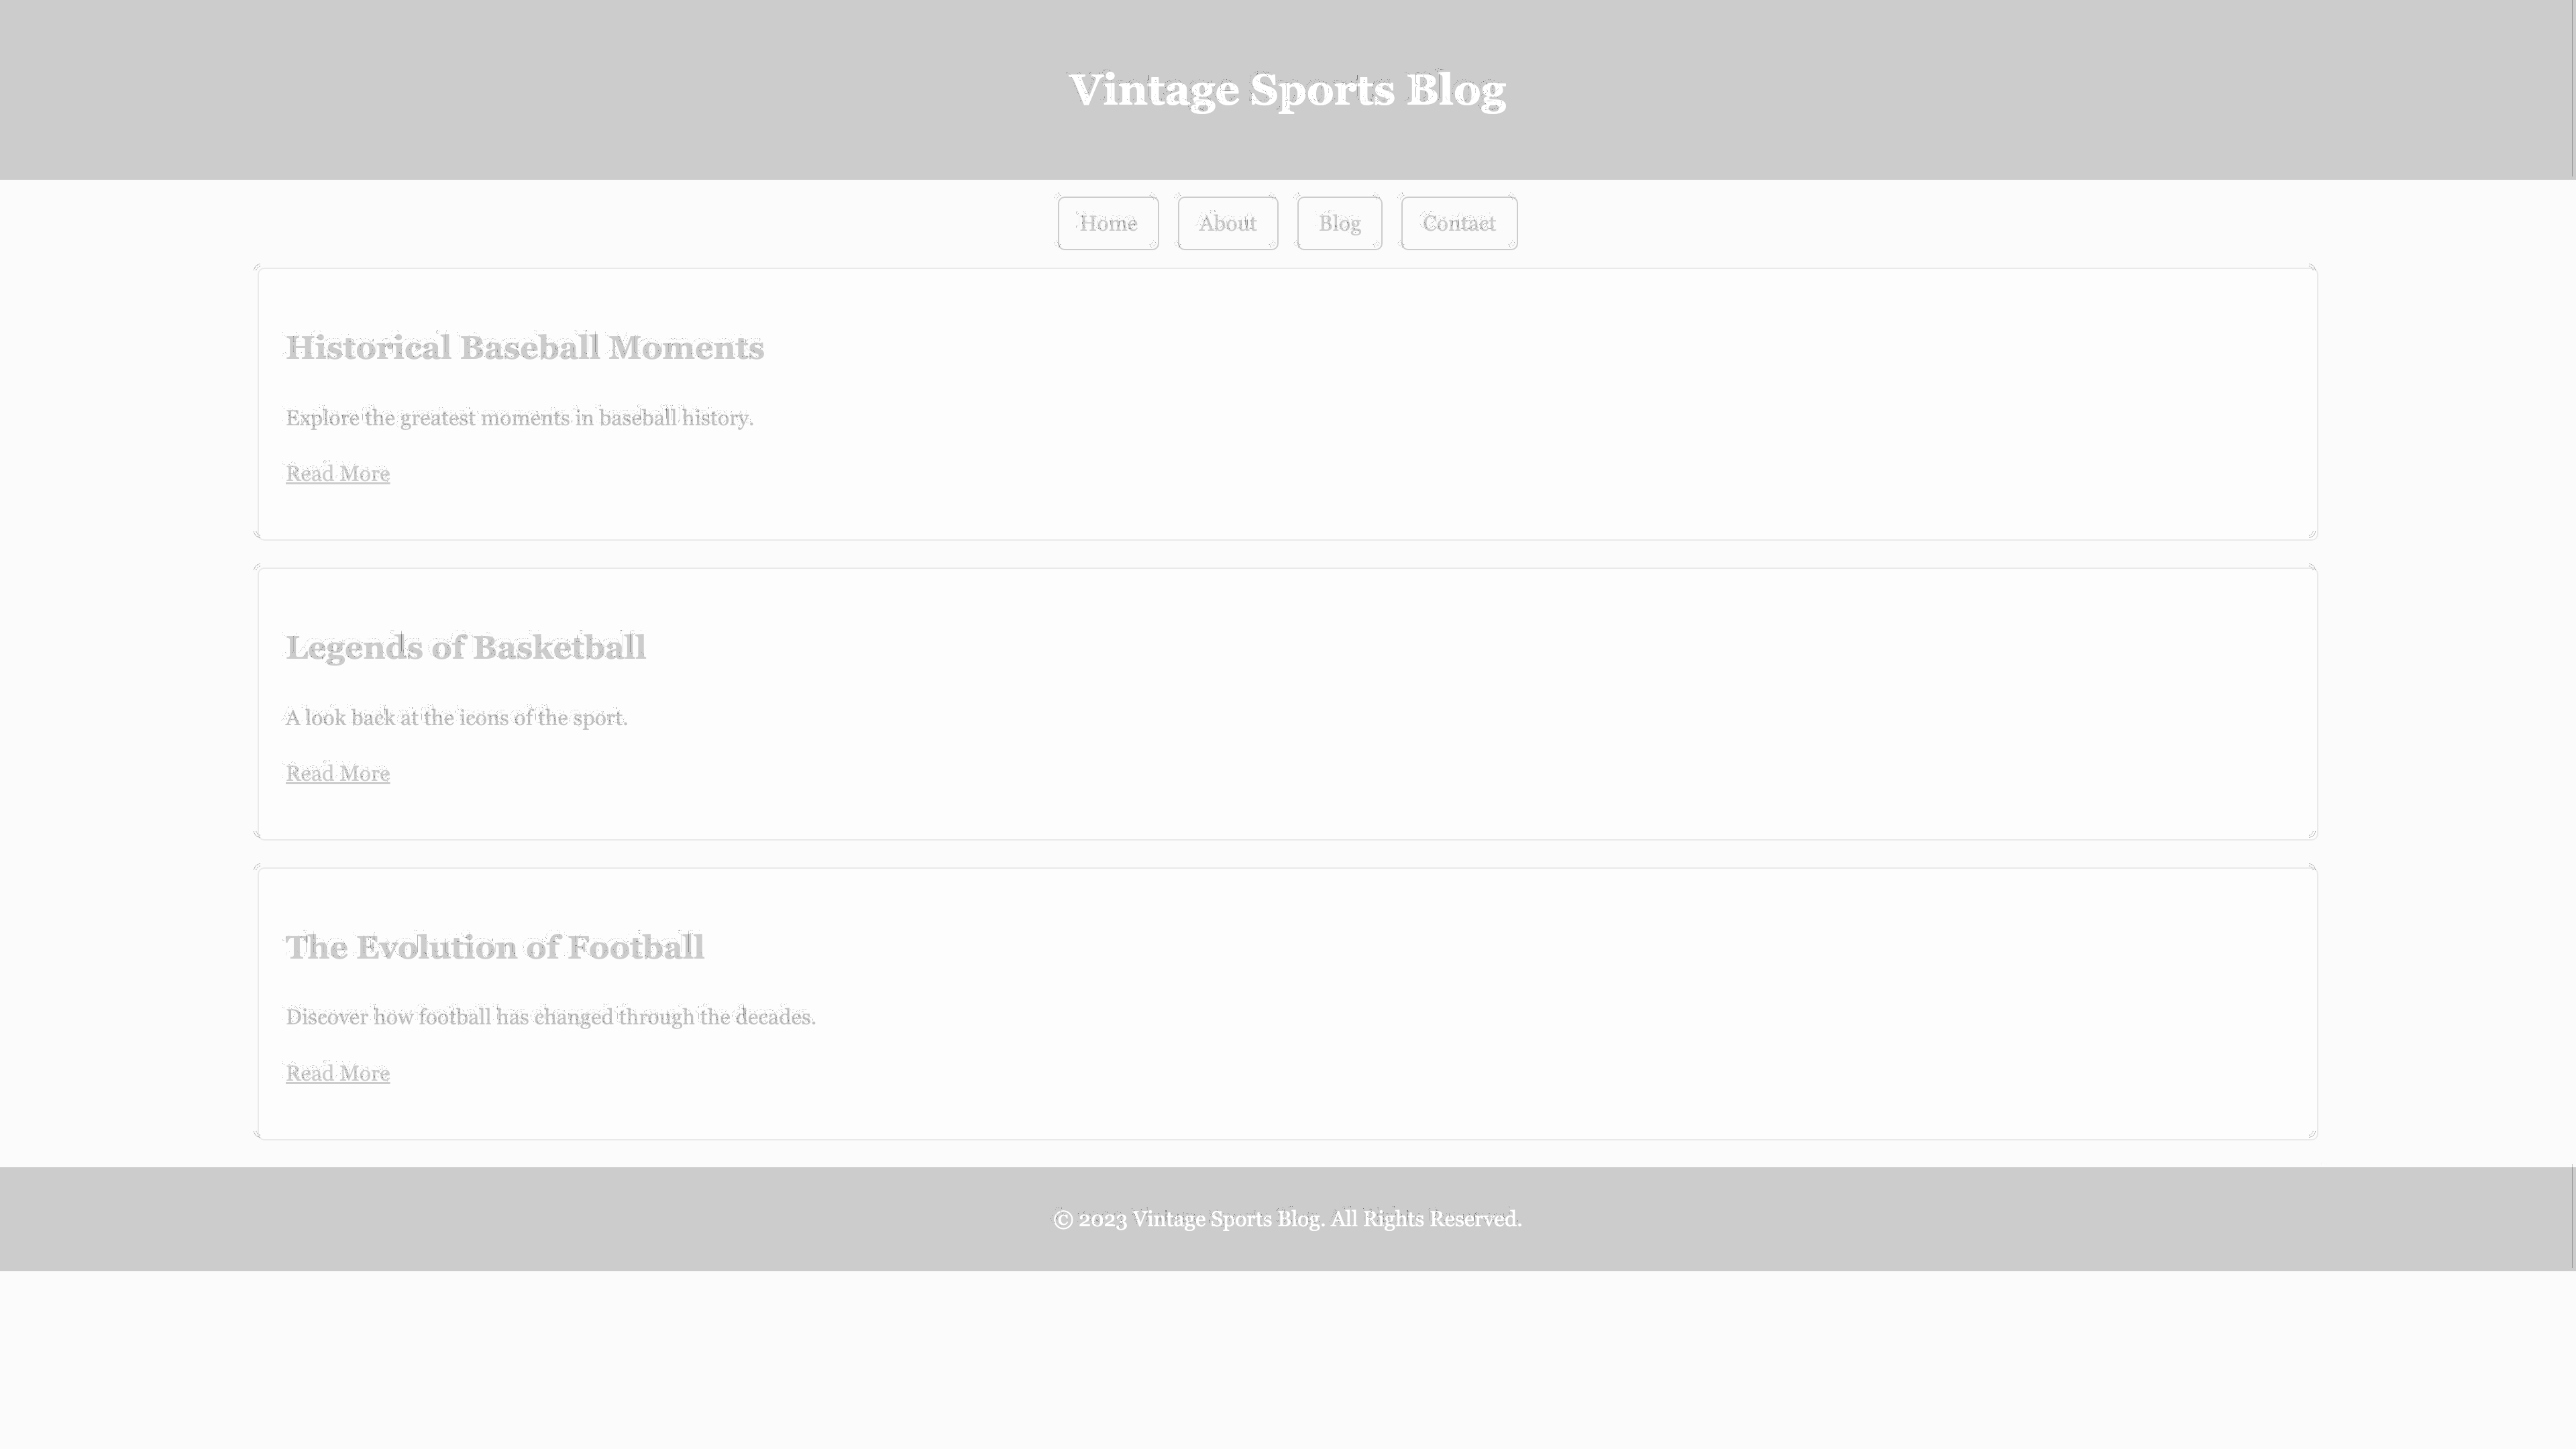 Vintage Sports Blog
Home About Blog Contact
Historical Baseball Moments
Explore the greatest moments in baseball history.
Read More
Legends of Basketball
A look back at the icons of the sport.
Read More
The Evolution of Football
Discover how football has changed through the decades.
Read More
© 2023 Vintage Sports Blog. All Rights Reserved.